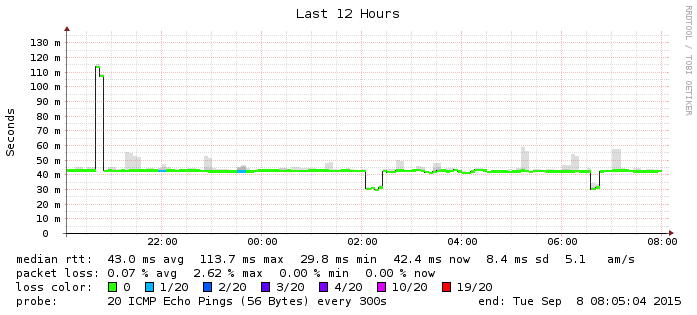 Last 12 Hours
RRDTOOL / TOBI OETIKER
Seconds
130 m
120 m
110 m
100 m
90 m
80 m
70 m
60 m
50 m
40 m
30 m
20 m
10 m
0
22:00 00:00 02:00 04:00 06:00 08:00
median rtt: 43.0 ms avg 113.7 ms max 29.8 ms min 42.4 ms now 8.4 ms sd 5.1 am/s
packet loss: 0.07 % avg 2.62 % max 0.00 % min 0.00 % now
loss color: 0 1/20 2/20 3/20 4/20 10/20 19/20
probe: 20 ICMP Echo Pings (56 Bytes) every 300s end: Tue Sep 8 08:05:04 2015